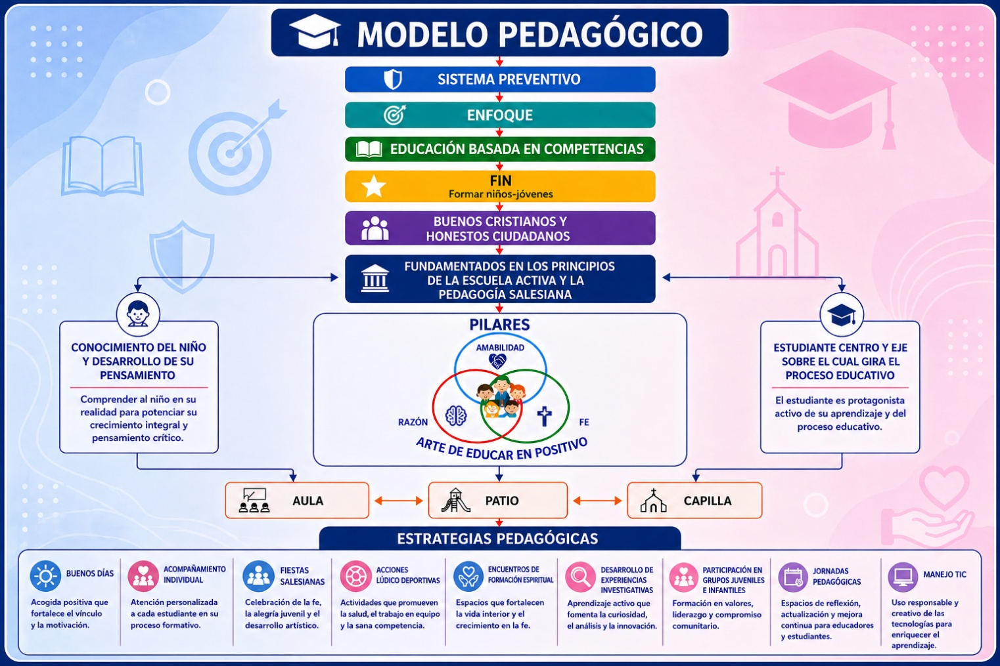 MODELO PEDAGÓGICO
SISTEMA PREVENTIVO
ENFOQUE
EDUCACIÓN BASADA EN COMPETENCIAS
FIN
Formar niños-jóvenes
BUENOS CRISTIANOS Y
HONESTOS CIUDADANOS
FUNDAMENTADOS EN LOS PRINCIPIOS
DE LA ESCUELA ACTIVA Y LA
PEDAGOGÍA SALESIANA
CONOCIMIENTO DEL NIÑO
Y DESARROLLO DE SU
PENSAMIENTO
Comprender al niño en su
realidad para potenciar su
crecimiento integral y
pensamiento crítico.
PILARES
AMABILIDAD
RAZÓN
FE
ARTE DE EDUCAR EN POSITIVO
ESTUDIANTE CENTRO Y EJE
SOBRE EL CUAL GIRA EL
PROCESO EDUCATIVO
El estudiante es protagonista
activo de su aprendizaje y del
proceso educativo.
AULA
PATIO
CAPILLA
ESTRATEGIAS PEDAGÓGICAS
BUENOS DÍAS
Acogida positiva que
fortalece el vínculo
y la motivación.
ACOMPAÑAMIENTO
INDIVIDUAL
Atención personalizada
a cada estudiante en su
proceso formativo.
FIESTAS
SALESIANAS
Celebración de la fe,
la alegría juvenil y el
desarrollo artístico.
ACCIONES
LÚDICO DEPORTIVAS
Actividades que promueven
la salud, el trabajo en equipo
y la sana competencia.
ENCUENTROS DE
FORMACIÓN ESPIRITUAL
Espacios que fortalecen
la vida interior y el
crecimiento en la fe.
DESARROLLO DE
EXPERIENCIAS
INVESTIGATIVAS
Aprendizaje activo que
fomenta la curiosidad,
el análisis y la innovación.
PARTICIPACIÓN EN
GRUPOS JUVENILES
E INFANTILES
Formación en valores,
liderazgo y compromiso
comunitario.
JORNADAS
PEDAGÓGICAS
Espacios de reflexión,
actualización y mejora
continua para educadores
y estudiantes.
MANEJO TIC
Uso responsable y
creativo de las
tecnologías para
enriquecer el
aprendizaje.